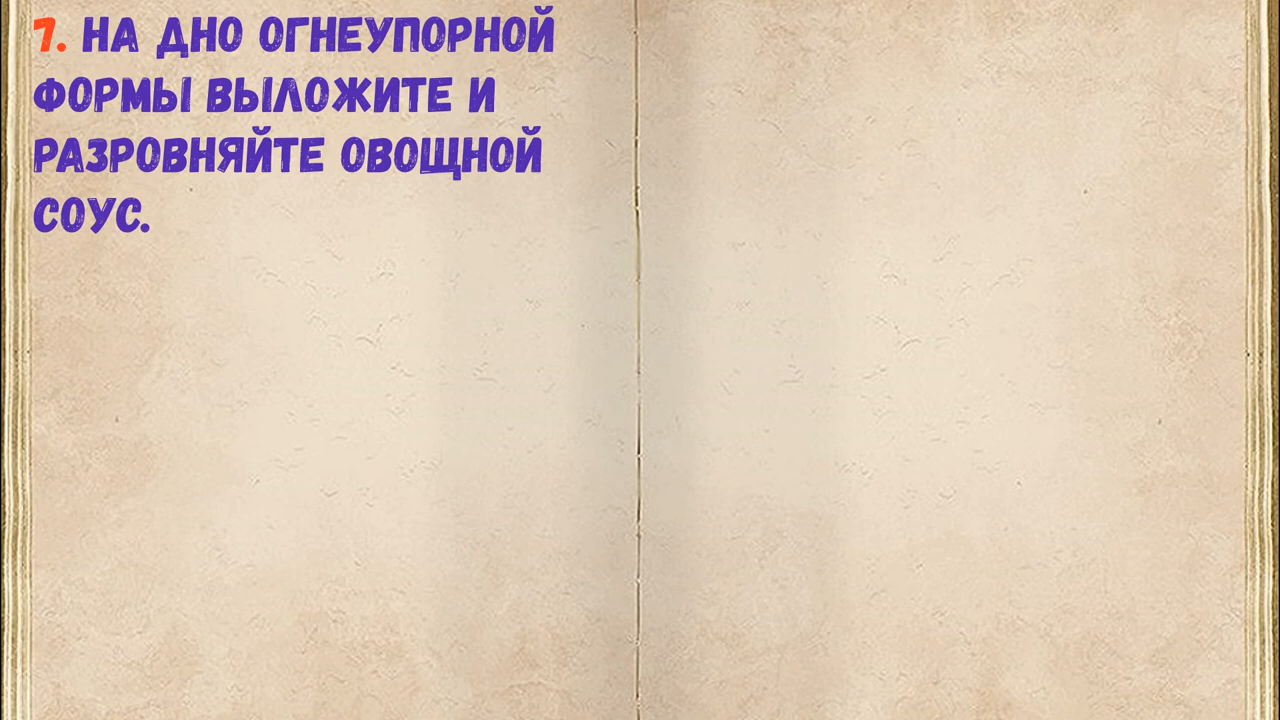 7. НА ДНО ОГНЕУПОРНОЙ
ФОРМЫ ВЫЛОЖИТЕ И
РАЗРОВНЯЙТЕ ОВОЩНОЙ
СОУС.